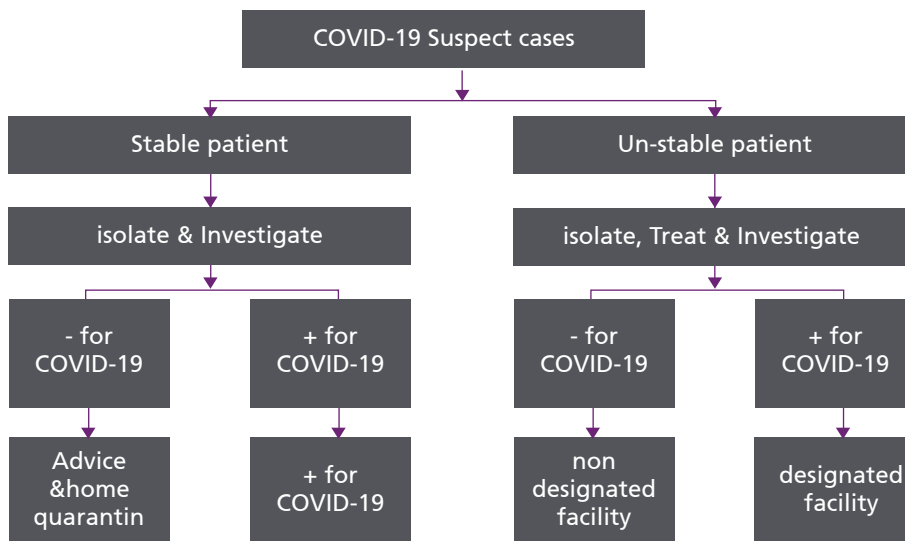 COVID-19 Suspect cases
Stable patient
Un-stable patient
isolate & Investigate
isolate, Treat & Investigate
- for
COVID-19
+ for
COVID-19
- for
COVID-19
+ for
COVID-19
Advice
&home
quarantin
+ for
COVID-19
non
designated
facility
designated
facility